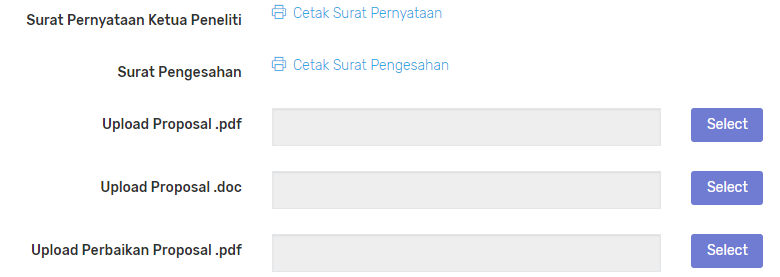 Surat Pernyataan Ketua Peneliti Cetak Surat Pernyataan
Surat Pengesahan Cetak Surat Pengesahan
Upload Proposal .pdf Select
Upload Proposal .doc Select
Upload Perbaikan Proposal .pdf Select